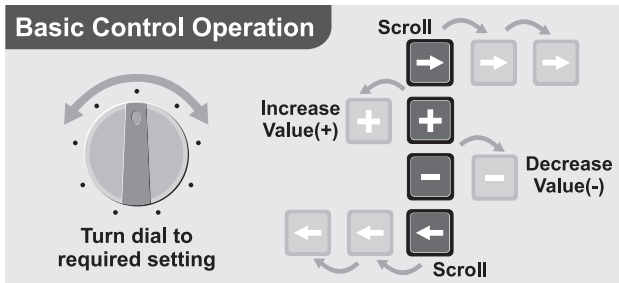 Basic Control Operation
Scroll
Increase
Value(+)
Decrease
Value(-)
Turn dial to
required setting
Scroll